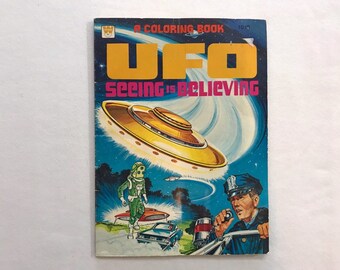 A COLORING BOOK
UFO
SEEING IS BELIEVING